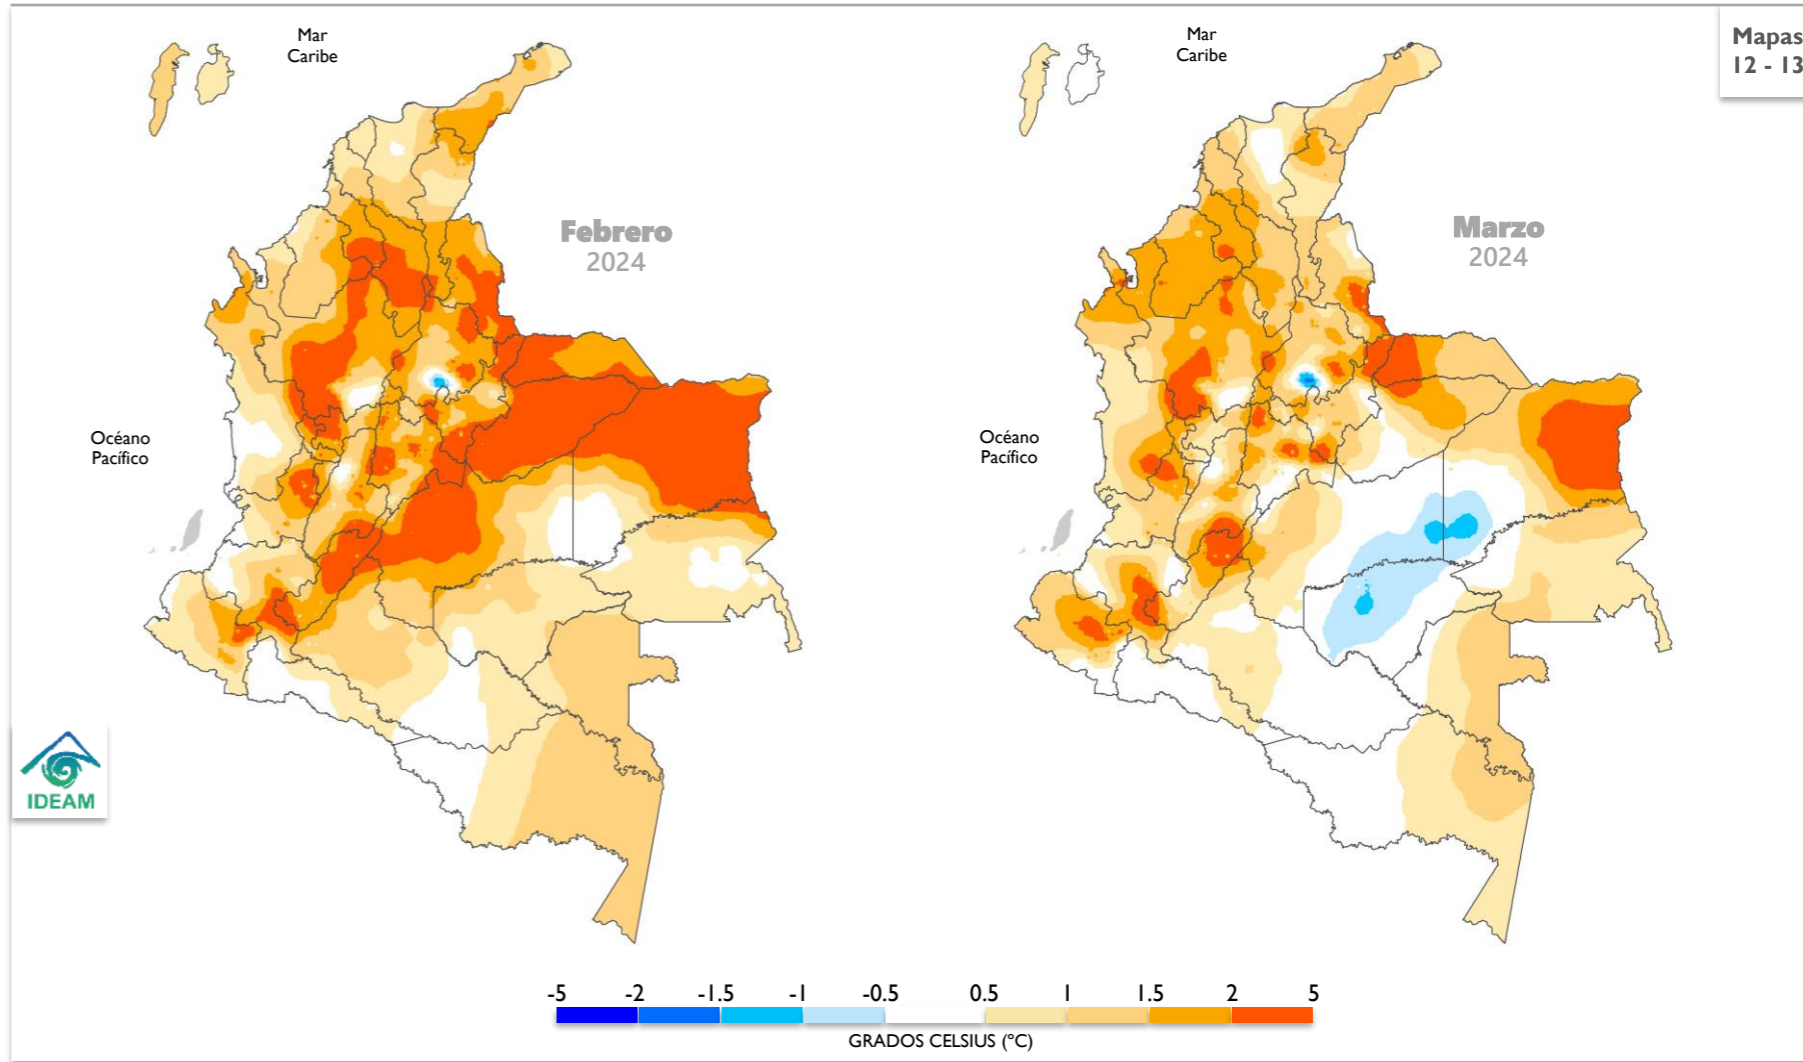 Mar
Caribe
Mar
Caribe
Mapas
12 - 13
Febrero
2024
Marzo
2024
Océano
Pacífico
Océano
Pacífico
IDEAM
-5 -2 -1.5 -1 -0.5 0.5 1 1.5 2 5
GRADOS CELSIUS (°C)